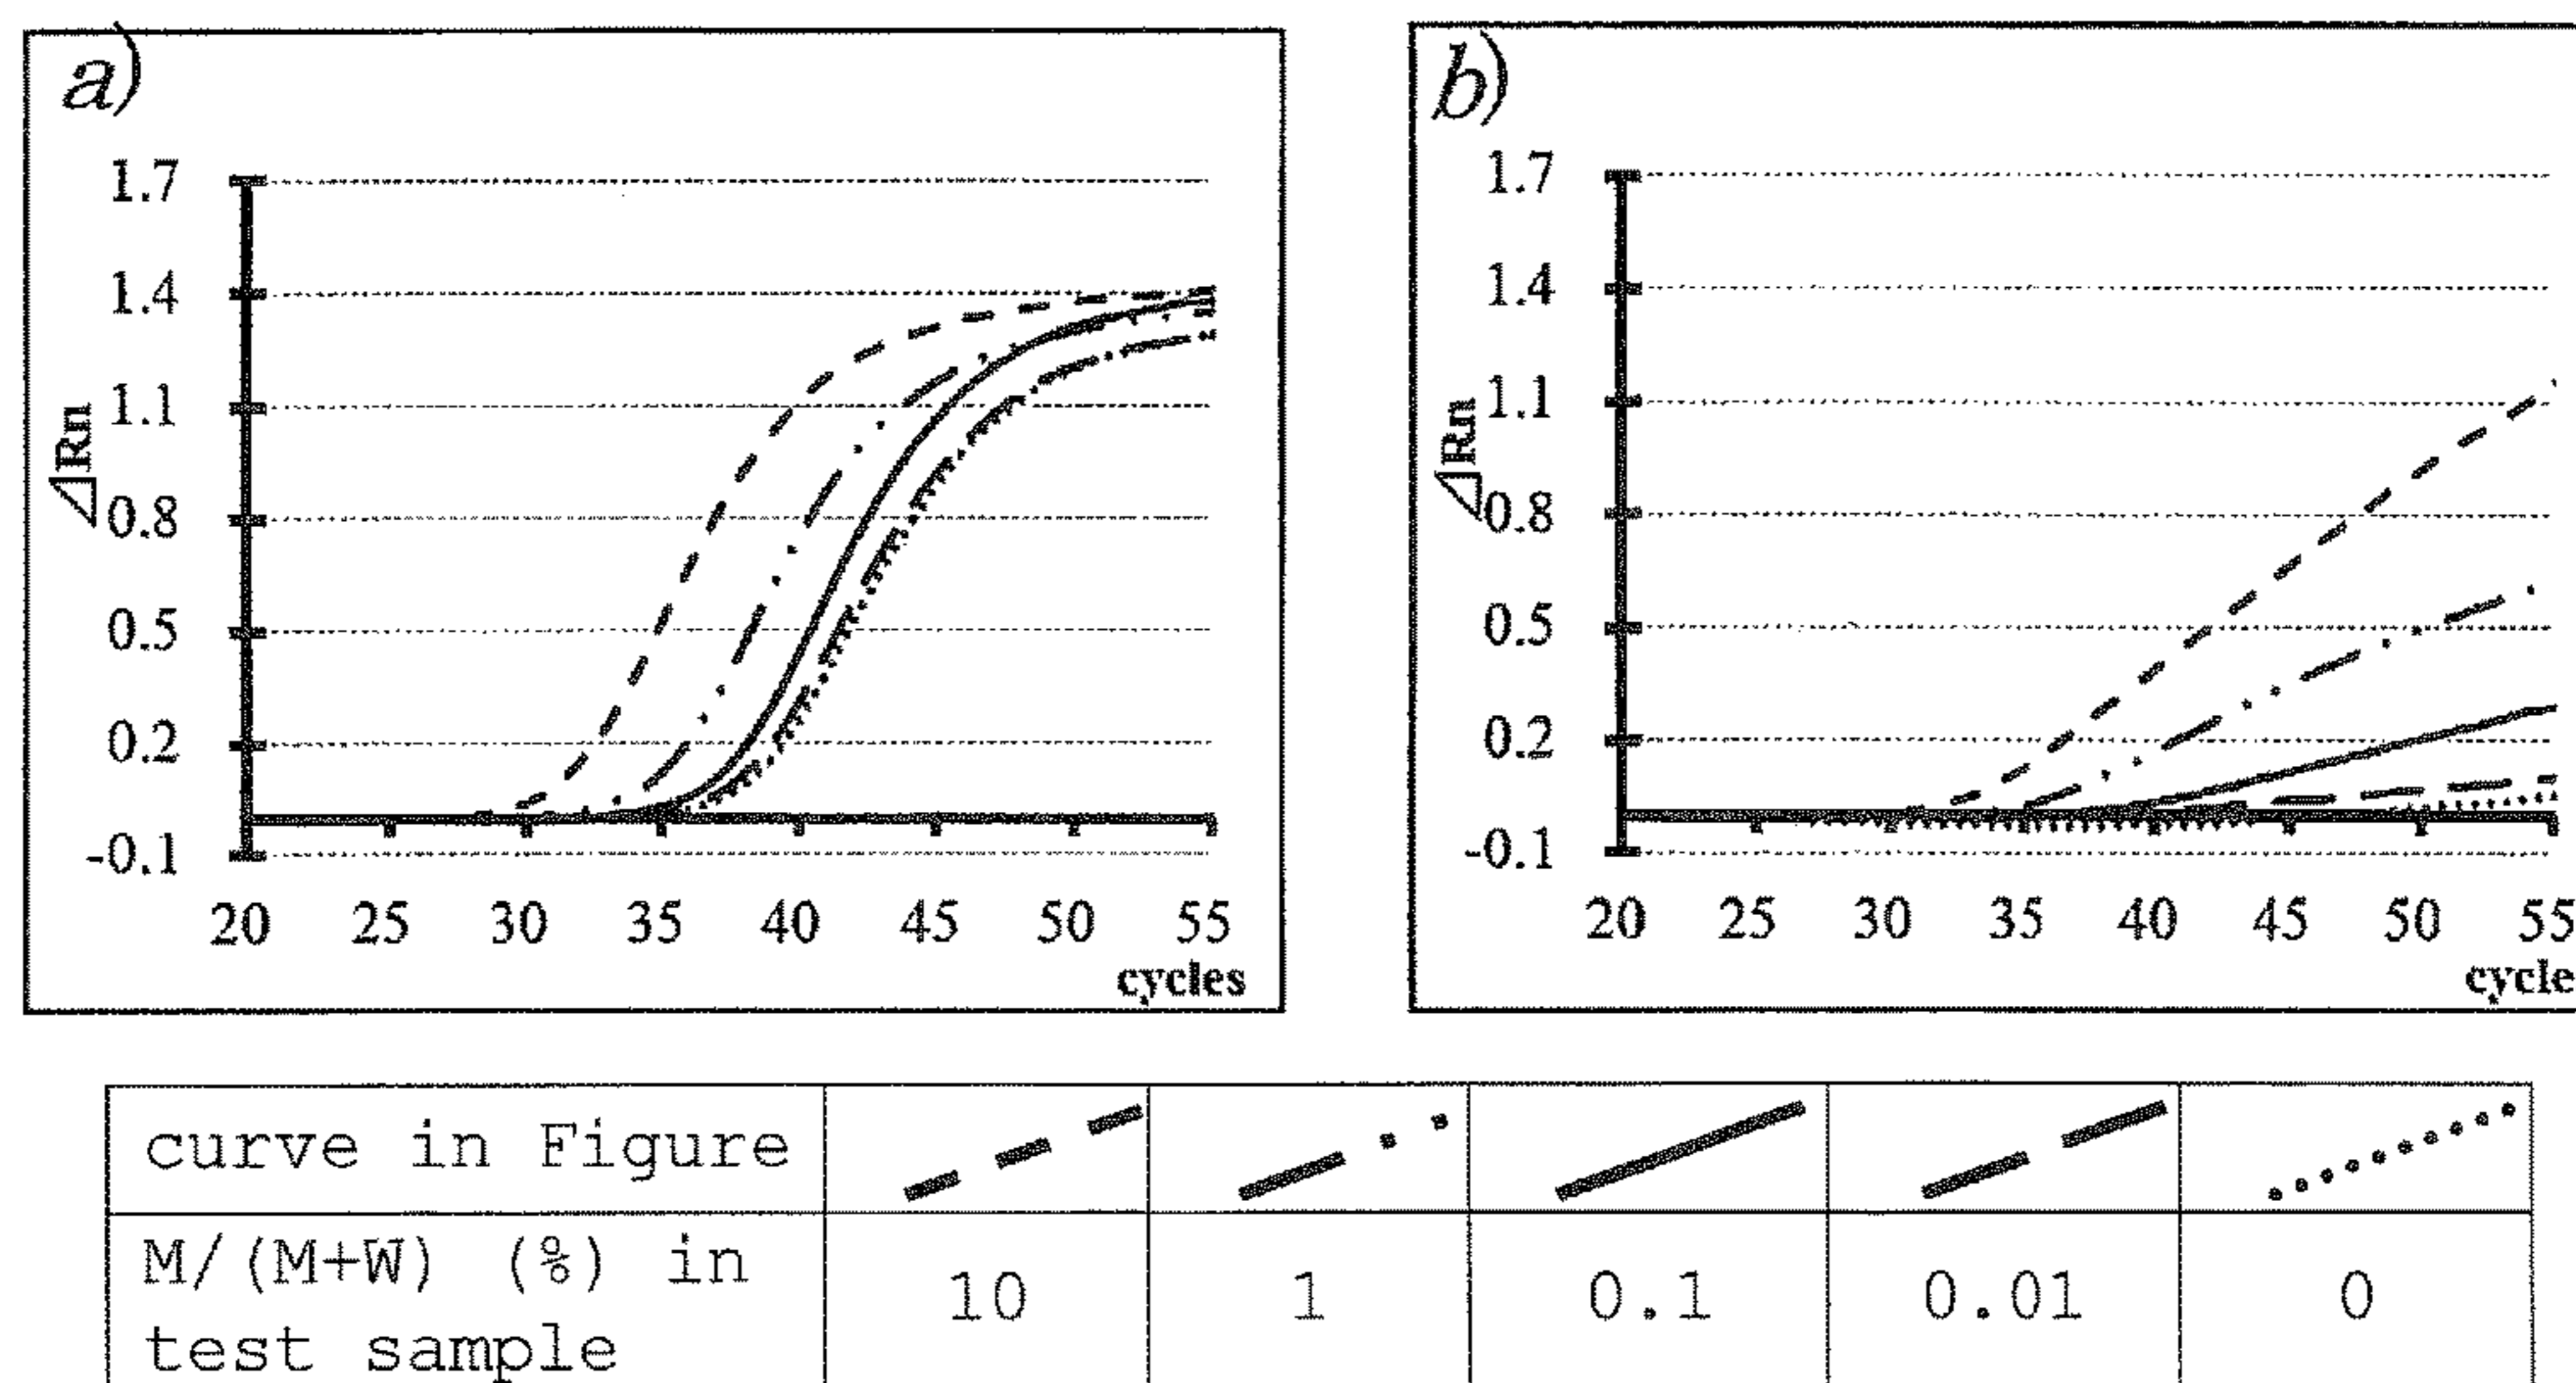 a)
1.7
1.4
1.1
0.8
0.5
0.2
-0.1
ΔRn
20 25 30 35 40 45 50 55
cycles
b)
1.7
1.4
1.1
0.8
0.5
0.2
-0.1
ΔRn
20 25 30 35 40 45 50 55
cycle
curve in Figure
M/(M+W) (%) in
test sample
10 1 0.1 0.01 0